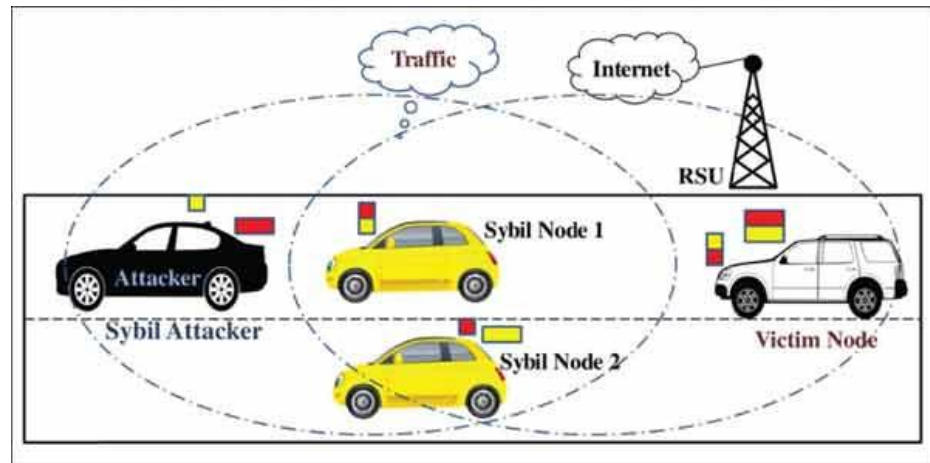 Traffic
Internet
RSU
Sybil Node 1
Attacker
Sybil Attacker
Victim Node
Sybil Node 2